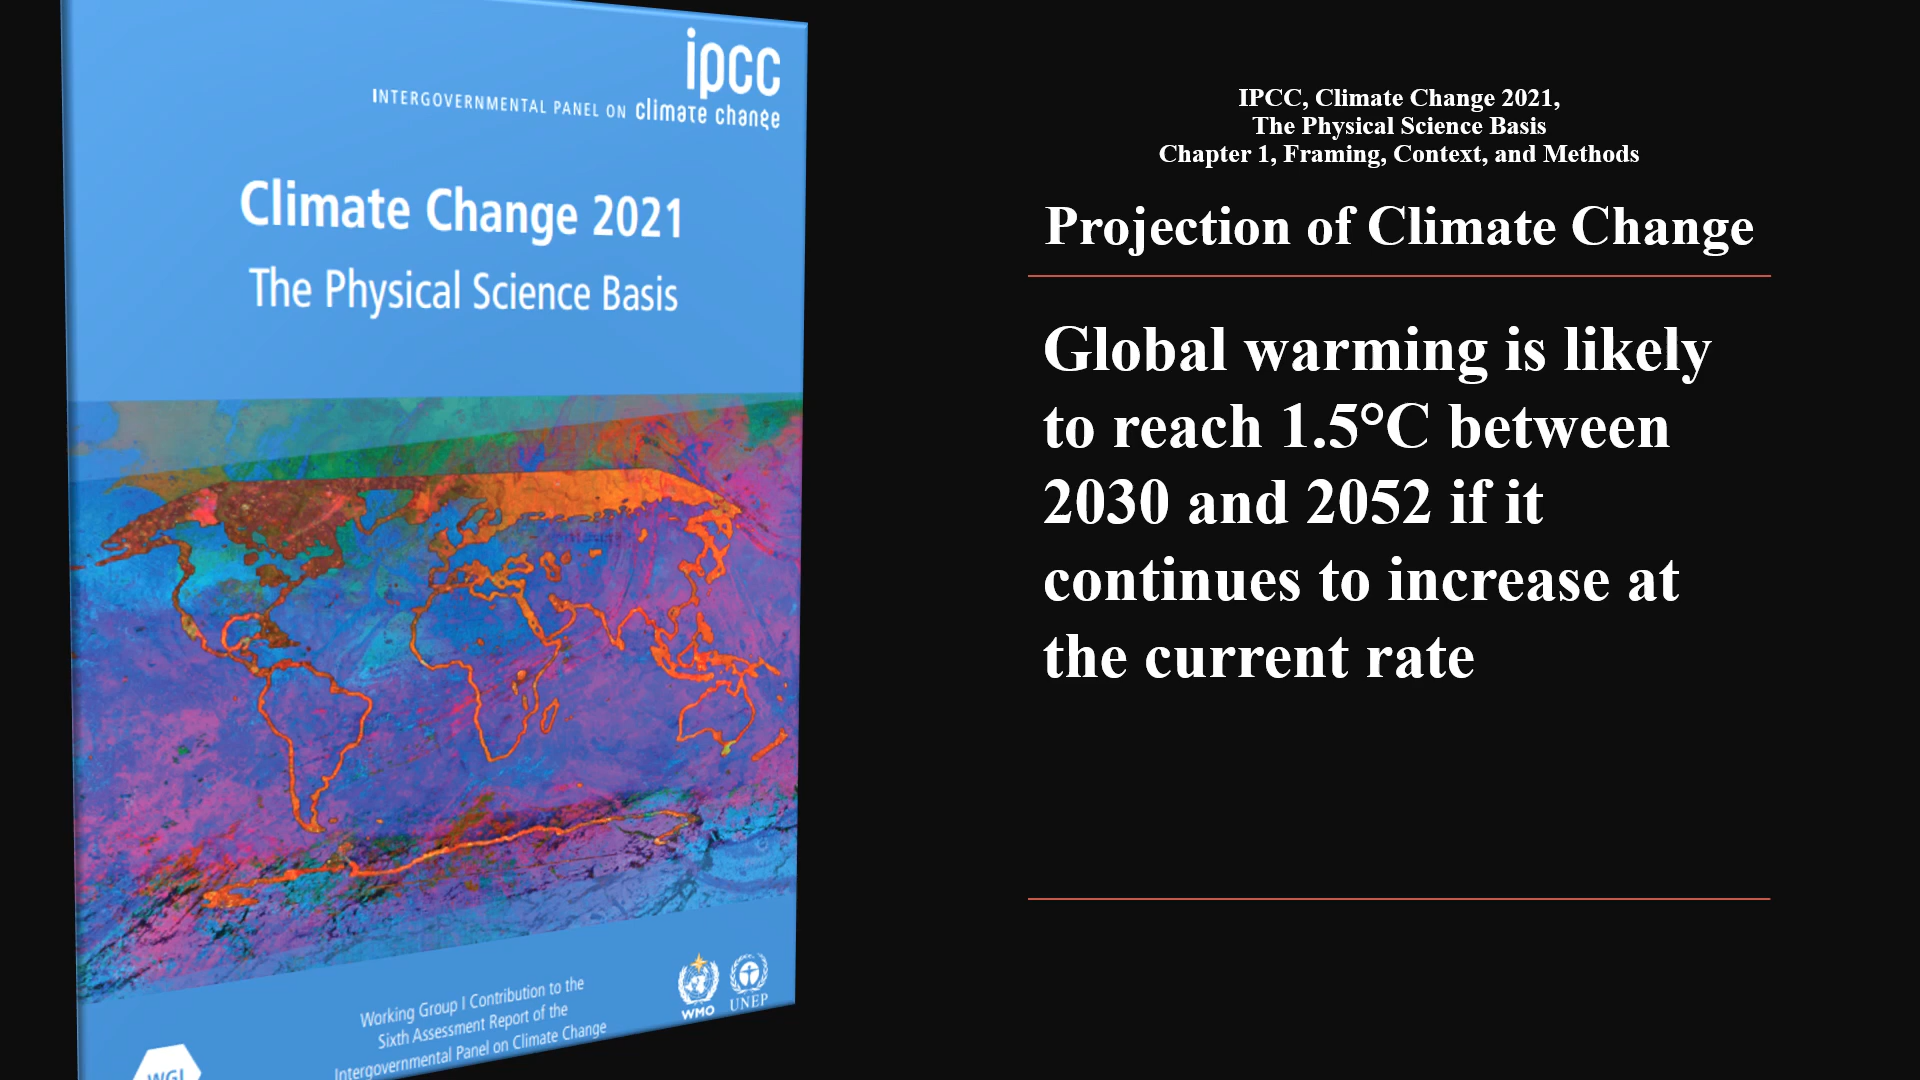 ipcc
INTERGOVERNMENTAL PANEL ON climate change
Climate Change 2021
The Physical Science Basis
Working Group I Contribution to the
Sixth Assessment Report of the
Intergovernmental Panel on Climate Change
WGI
WMO
UNEP
IPCC, Climate Change 2021,
The Physical Science Basis
Chapter 1, Framing, Context, and Methods
Projection of Climate Change
Global warming is likely
to reach 1.5°C between
2030 and 2052 if it
continues to increase at
the current rate